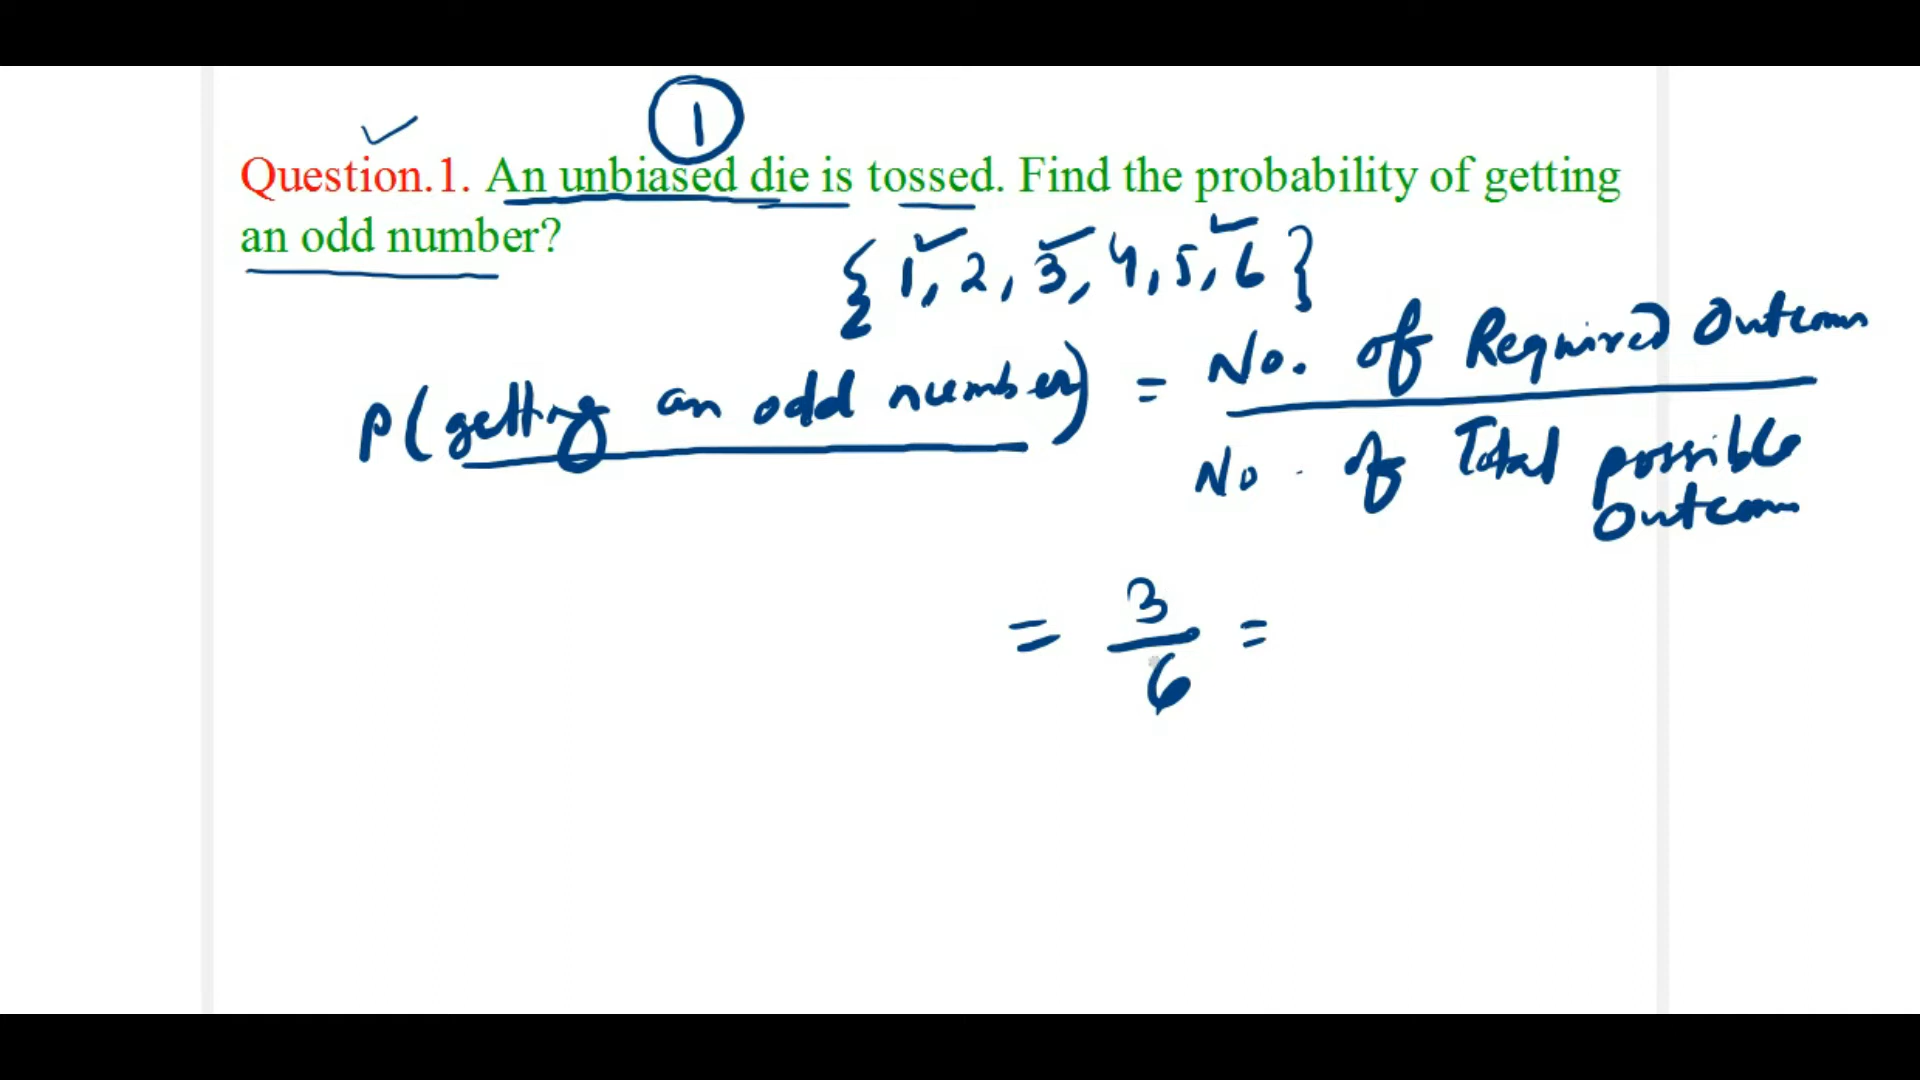 1
Question.1. An unbiased die is tossed. Find the probability of getting
an odd number?
{ 1, 2, 3, 4, 5, 6 }
P(getting an odd number) = No. of Required Outcomes
No. of Total possible
Outcomes
= 3/6 =